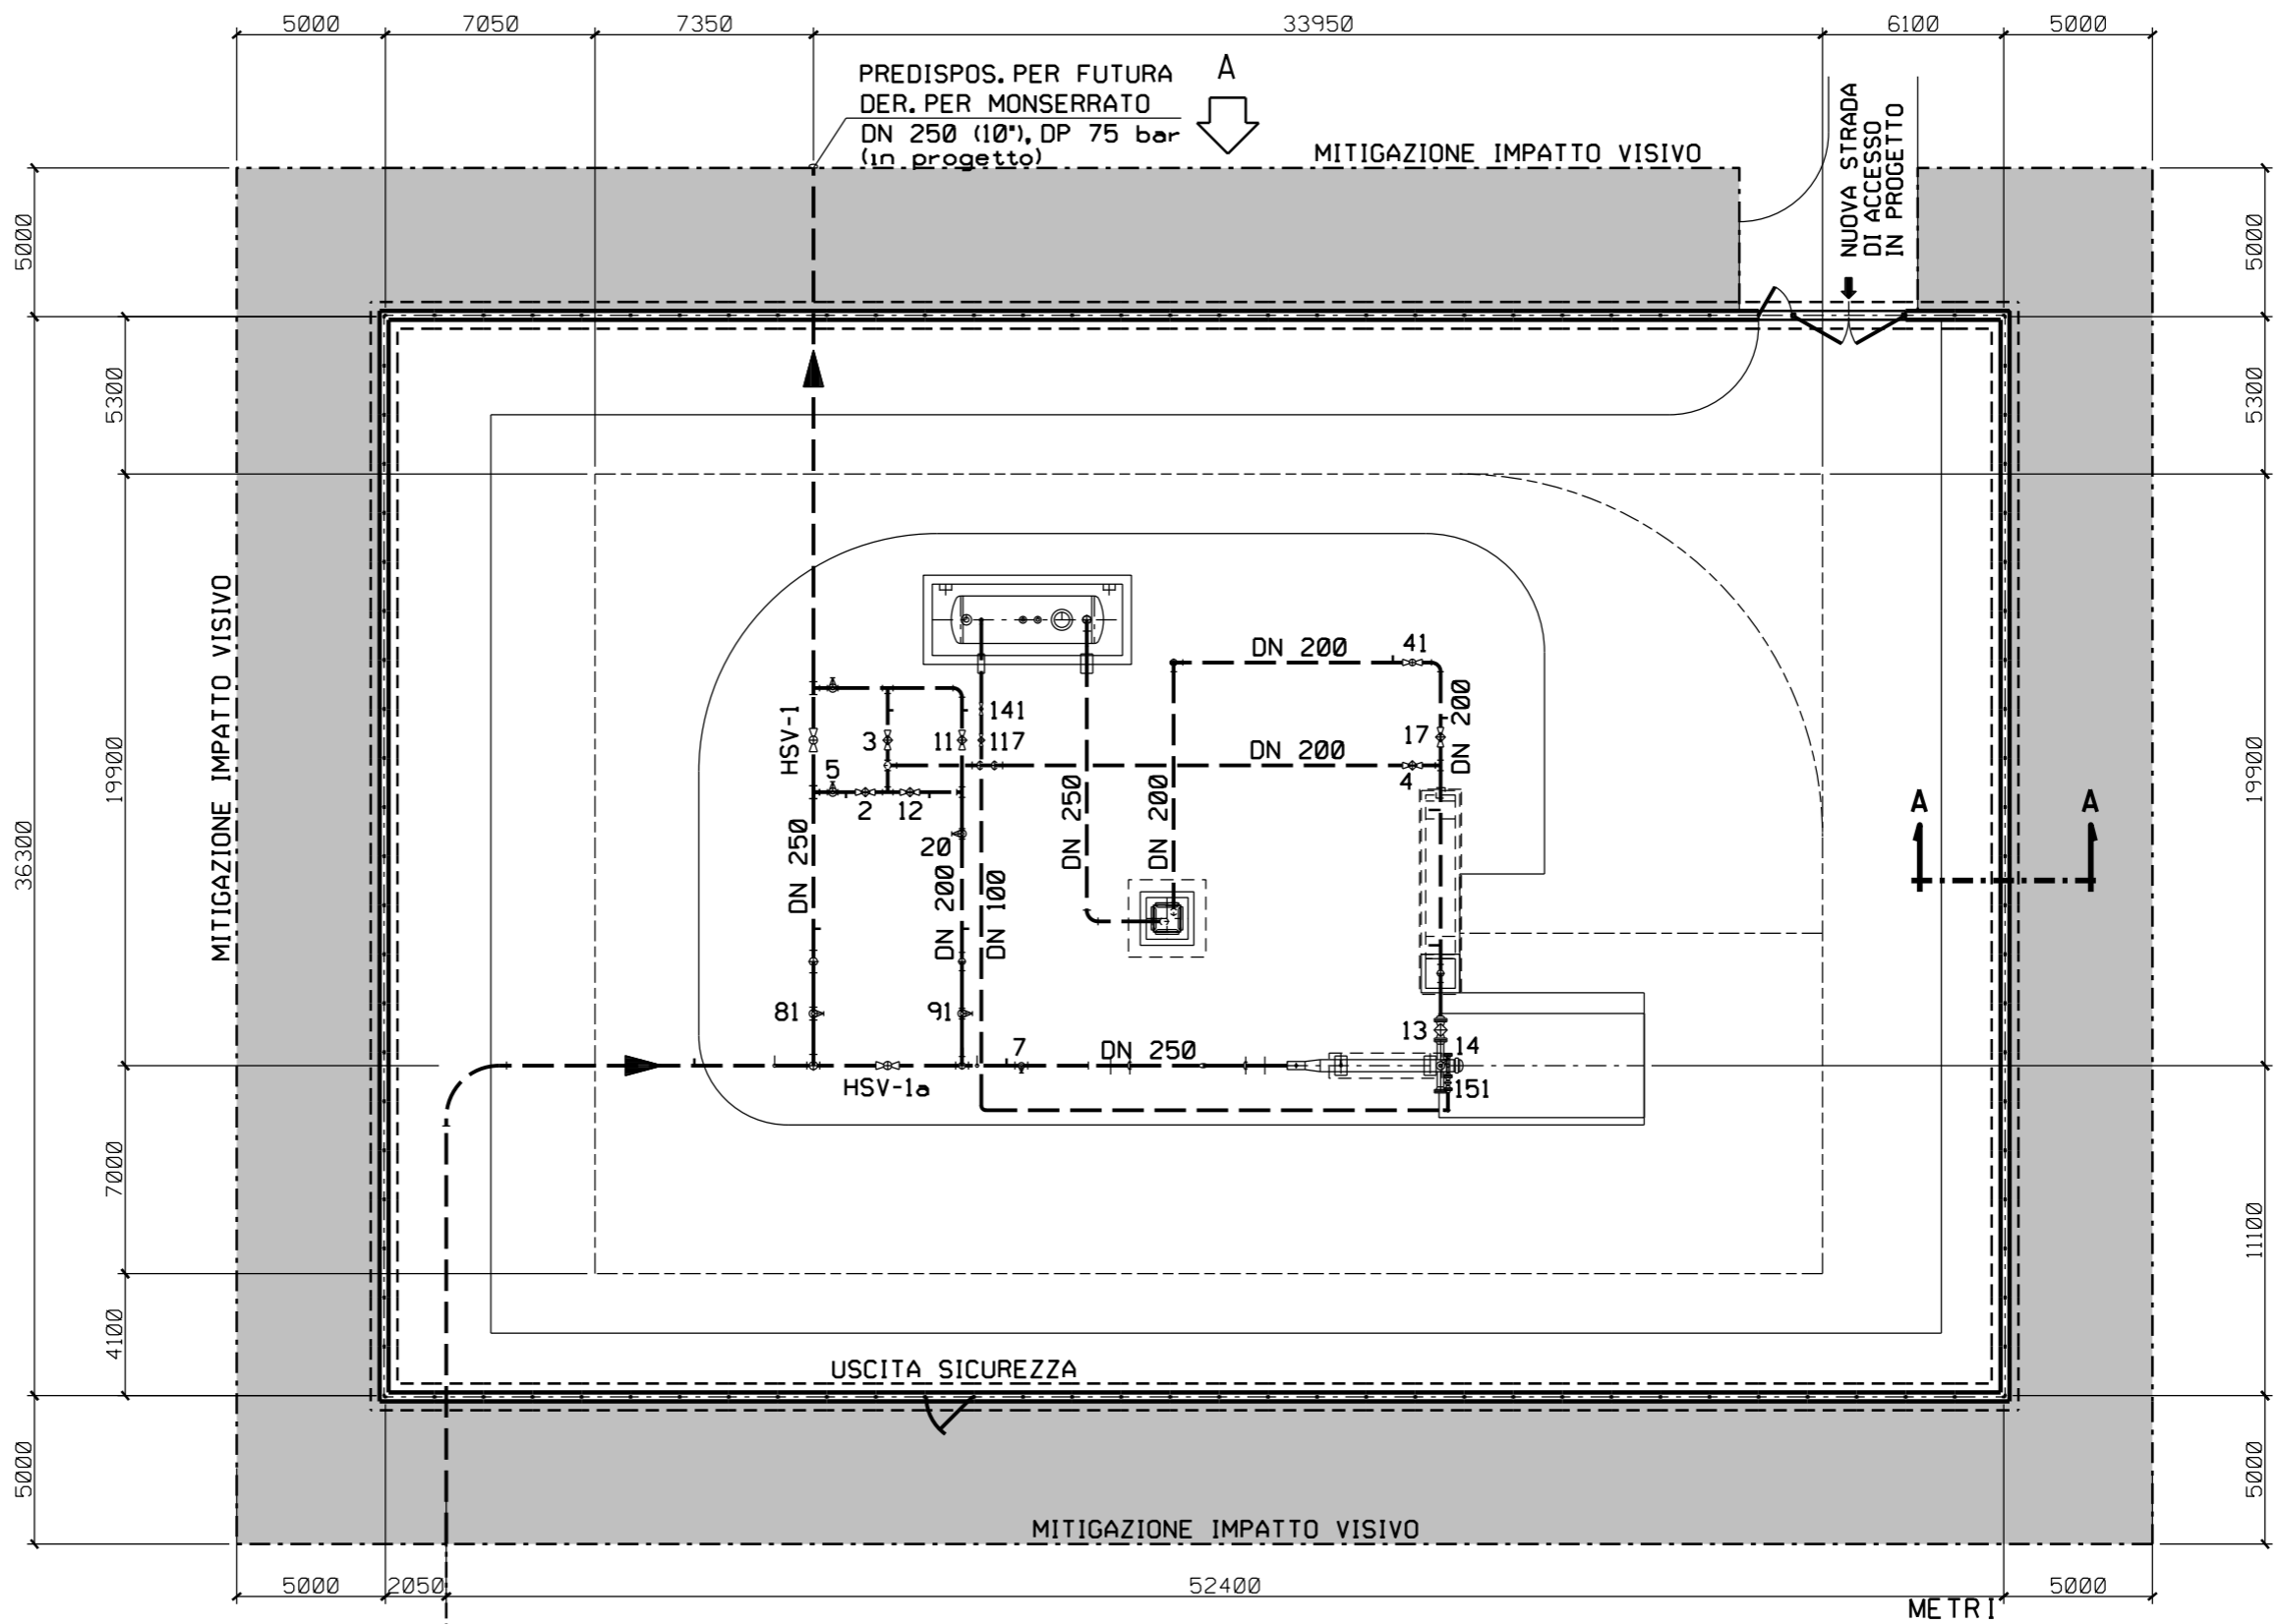 5000
7050
7350
33950
6100
5000
PREDISPOS. PER FUTURA
DER. PER MONSERRATO
DN 250 (10"), DP 75 bar
(in progetto)
A
MITIGAZIONE IMPATTO VISIVO
NUOVA STRADA
DI ACCESSO
IN PROGETTO
5000
5300
19900
36300
7000
4100
5000
5000
5300
19900
11100
5000
MITIGAZIONE IMPATTO VISIVO
DN 200
41
DN 200
17
HSV-1
3
11
141
117
DN 200
4
5
2
12
20
DN 250
DN 200
DN 100
DN 250
DN 200
A
A
81
91
7
DN 250
13
14
151
HSV-1a
USCITA SICUREZZA
MITIGAZIONE IMPATTO VISIVO
5000
2050
52400
5000
METRI